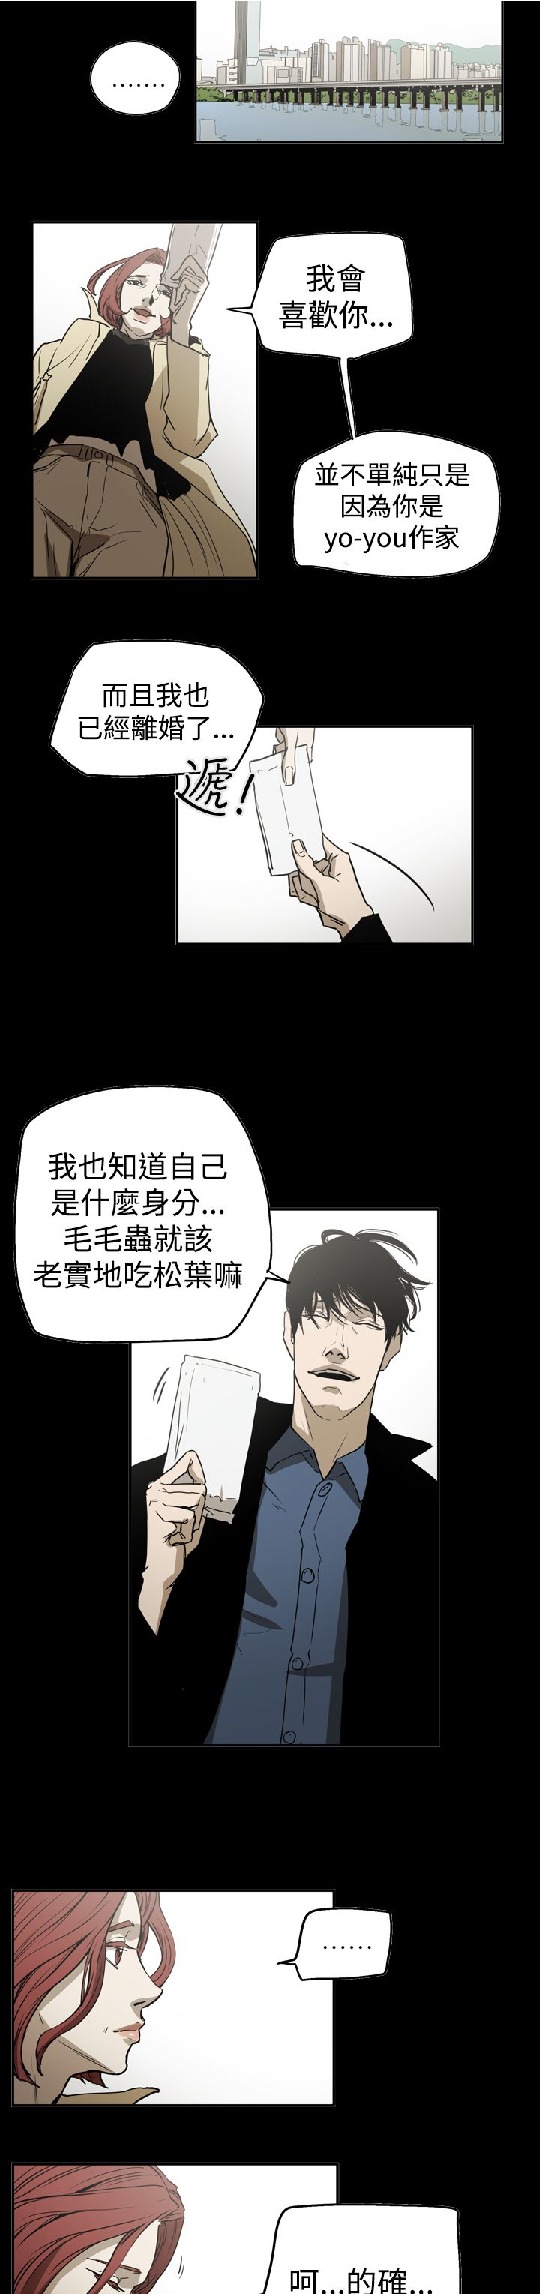 .......
我會
喜歡你...
並不單純只是
因為你是
yo-you作家
而且我也
已經離婚了...
遞!
我也知道自己
是什麼身分...
毛毛蟲就該
老實地吃松葉嘛
......
呵...的確...